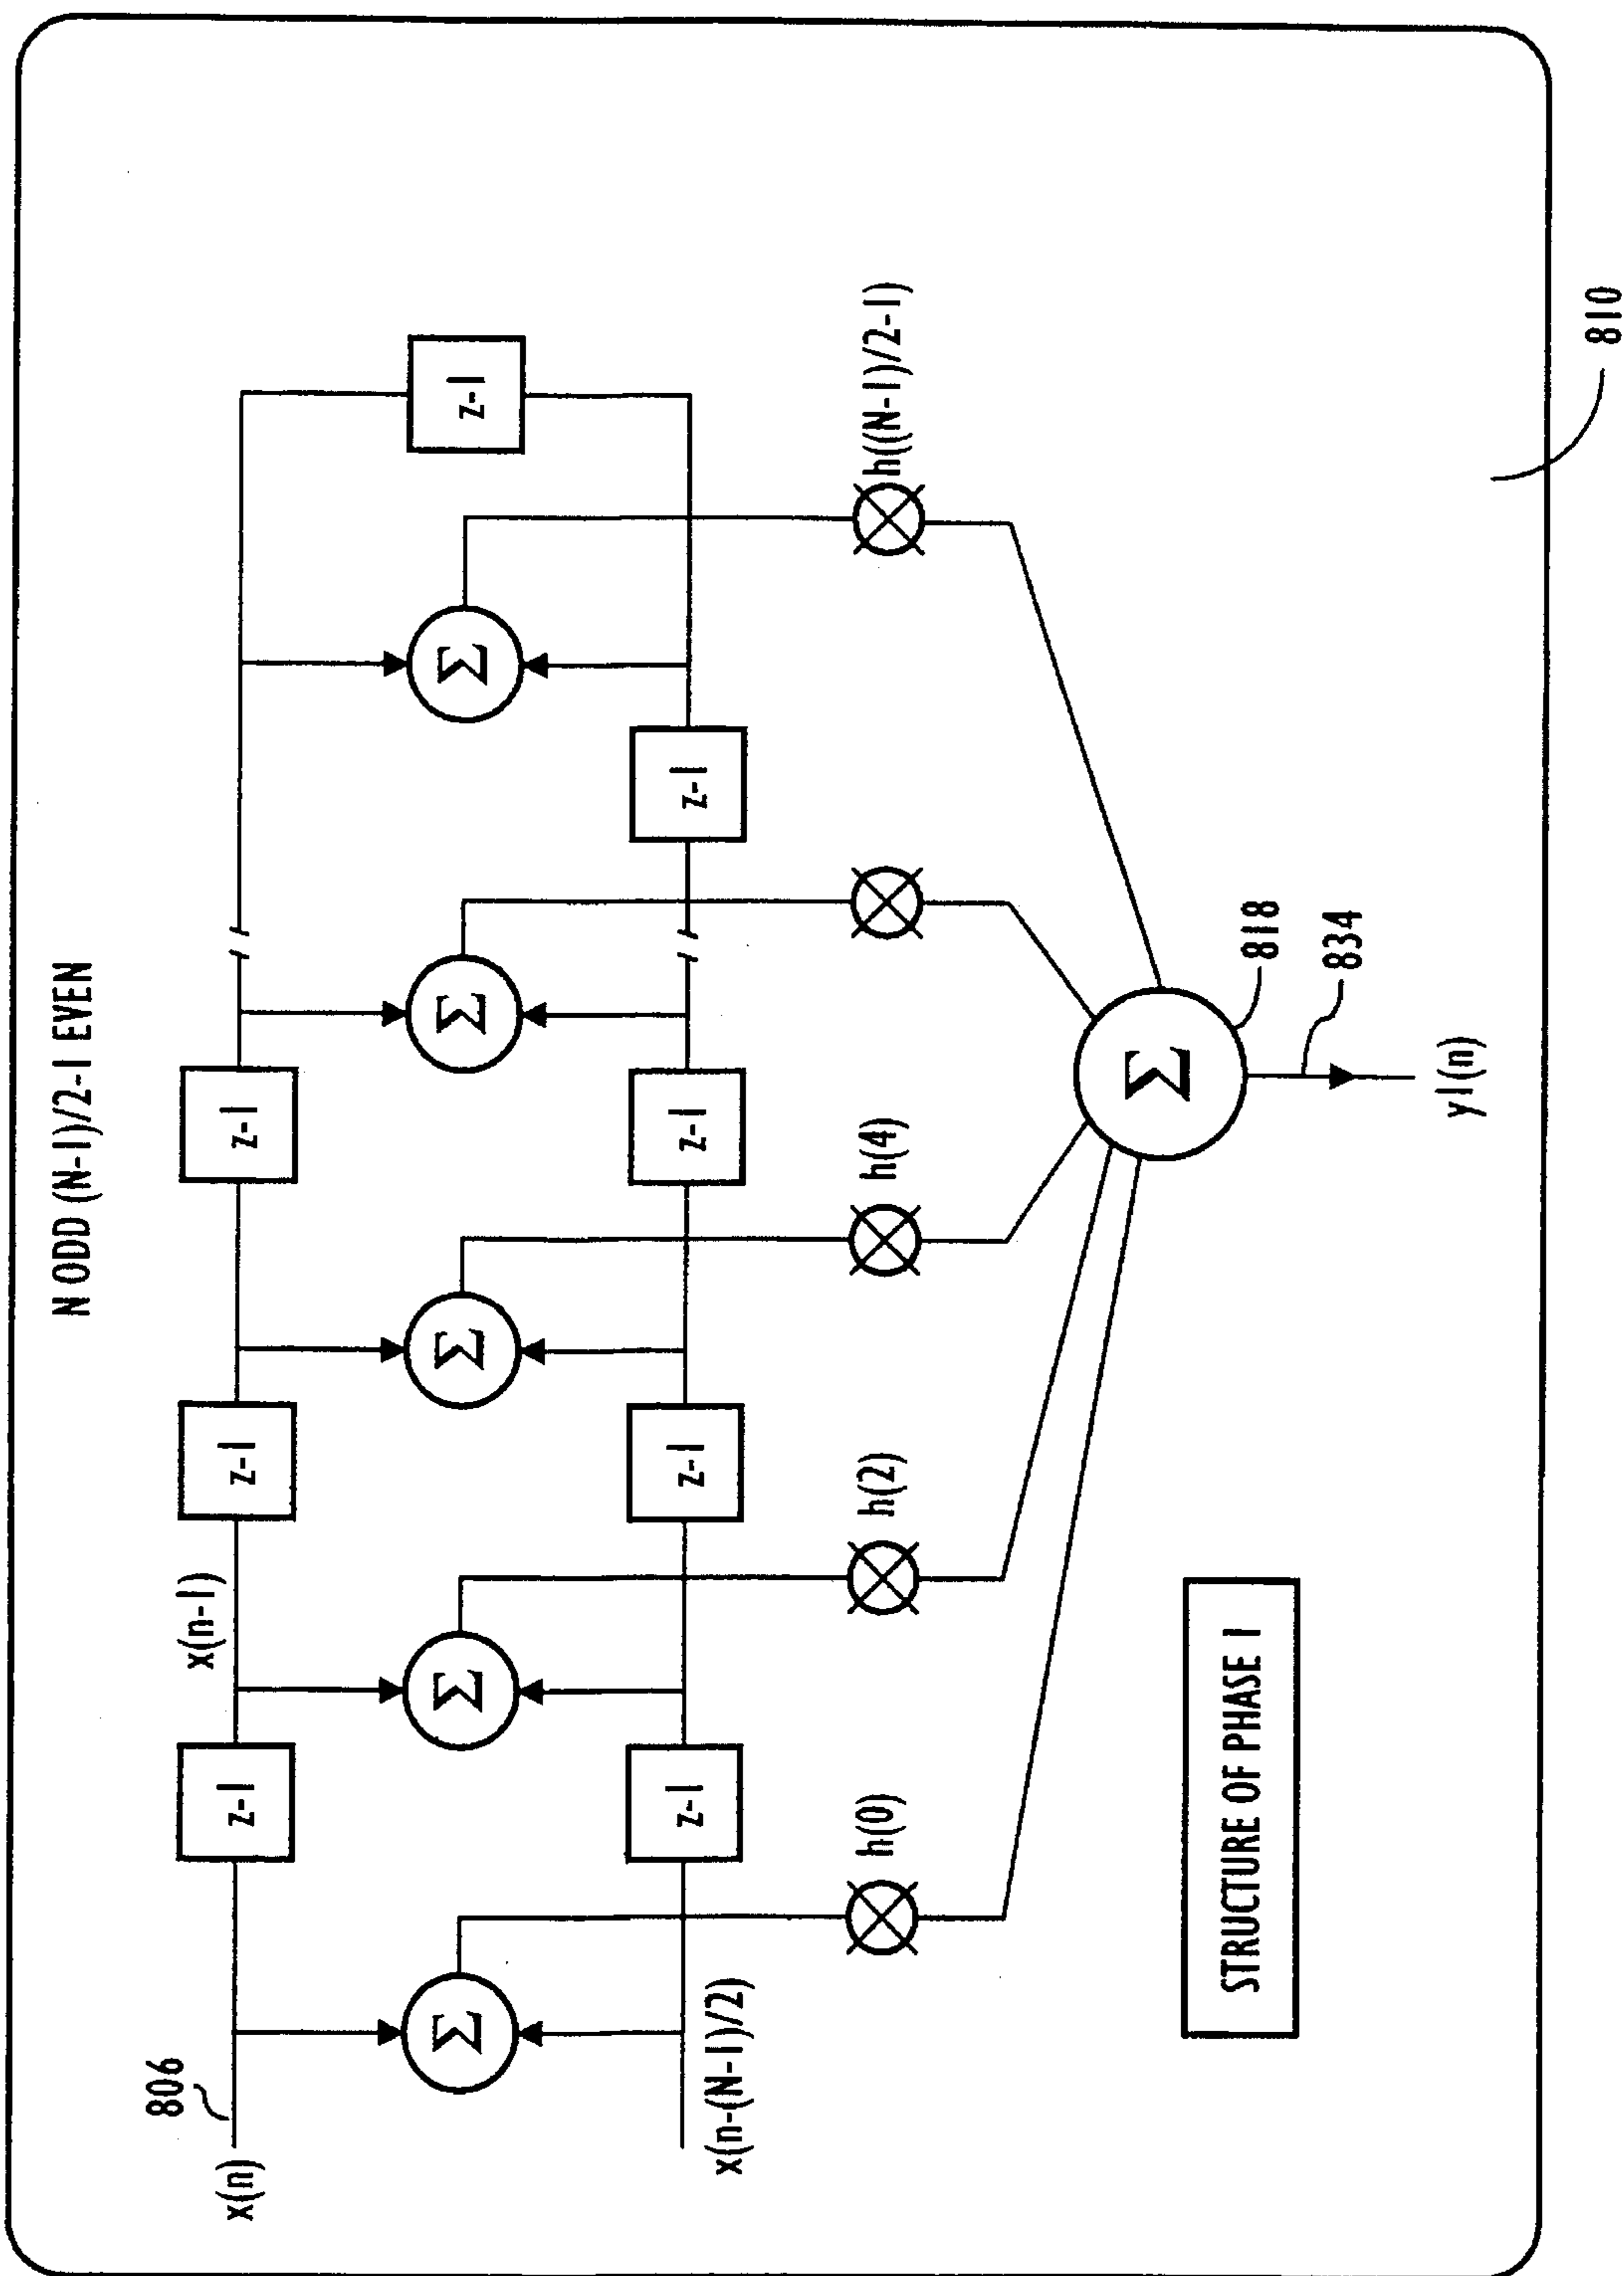 N ODD (N-1)/2-1 EVEN
806
x(n)
z-1
x(n-1)
z-1
z-1
Σ
Σ
Σ
Σ
Σ
z-1
x(n-(N-1)/2)
z-1
z-1
z-1
z-1
h(0)
h(2)
h(4)
h((N-1)/2-1)
Σ
818
834
y1(n)
STRUCTURE OF PHASE 1
810